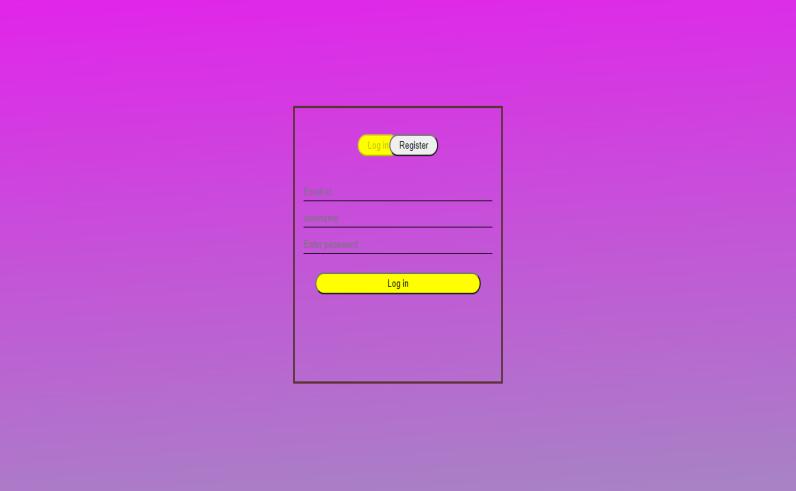 Log in Register
Email id
username
Enter password
Log in